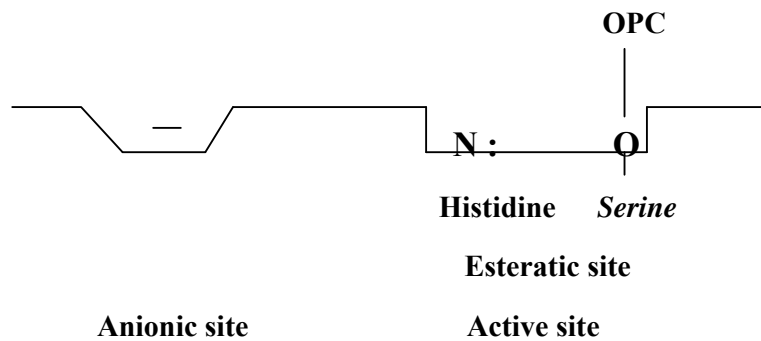 OPC
N : O
Histidine Serine
Esteratic site
Anionic site Active site